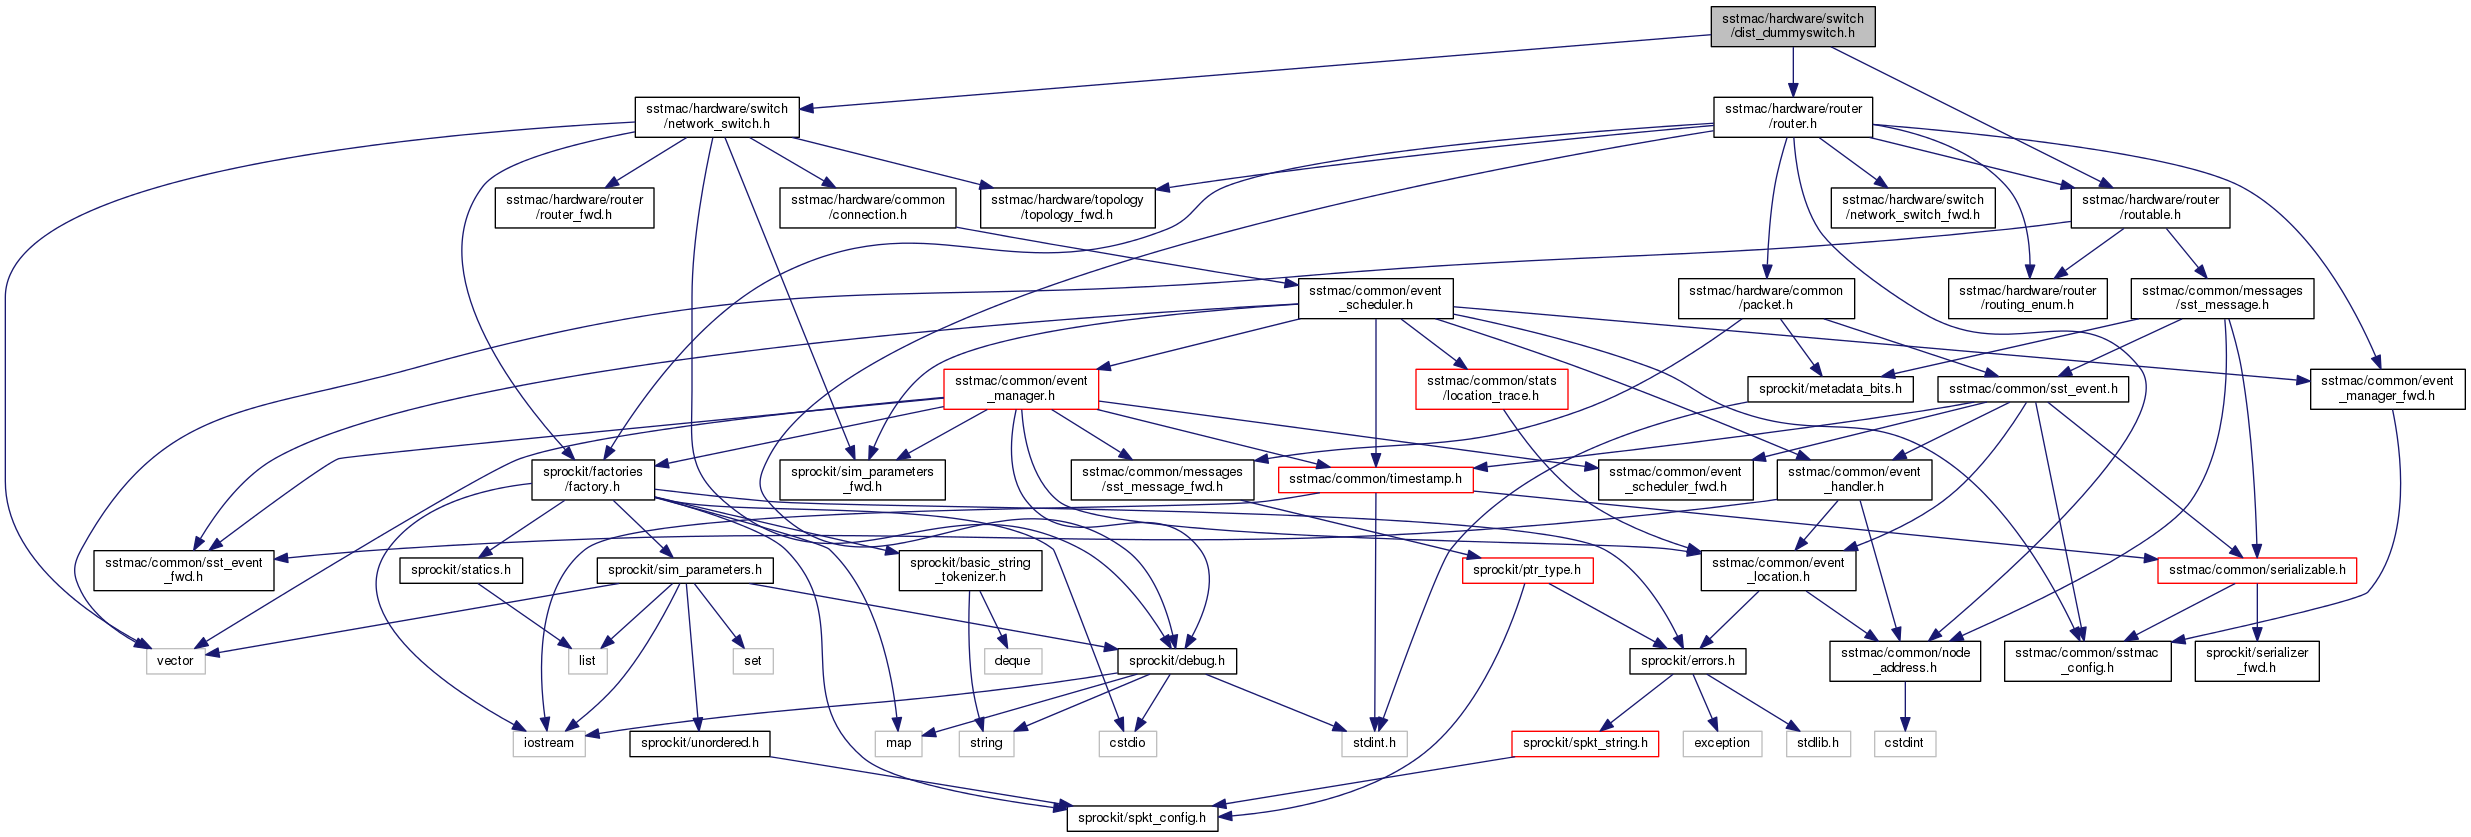 sstmac/hardware/switch
/dist_dummyswitch.h
sstmac/hardware/switch
/network_switch.h
sstmac/hardware/router
/router.h
sstmac/hardware/router
/router_fwd.h
sstmac/hardware/common
/connection.h
sstmac/hardware/topology
/topology_fwd.h
sstmac/hardware/switch
/network_switch_fwd.h
sstmac/hardware/router
/routable.h
sstmac/common/event
_scheduler.h
sstmac/hardware/common
/packet.h
sstmac/hardware/router
/routing_enum.h
sstmac/common/messages
/sst_message.h
sstmac/common/event
_manager.h
sstmac/common/stats
/location_trace.h
sprockit/metadata_bits.h
sstmac/common/sst_event.h
sstmac/common/event
_manager_fwd.h
sprockit/factories
/factory.h
sprockit/sim_parameters
_fwd.h
sstmac/common/messages
/sst_message_fwd.h
sstmac/common/timestamp.h
sstmac/common/event
_scheduler_fwd.h
sstmac/common/event
_handler.h
sstmac/common/sst_event
_fwd.h
sprockit/statics.h
sprockit/sim_parameters.h
sprockit/basic_string
_tokenizer.h
sprockit/ptr_type.h
sstmac/common/event
_location.h
sstmac/common/serializable.h
vector
list
set
deque
sprockit/debug.h
sprockit/errors.h
sstmac/common/node
_address.h
sstmac/common/sstmac
_config.h
sprockit/serializer
_fwd.h
iostream
sprockit/unordered.h
map
string
cstdio
stdint.h
sprockit/spkt_string.h
exception
stdlib.h
cstdint
sprockit/spkt_config.h